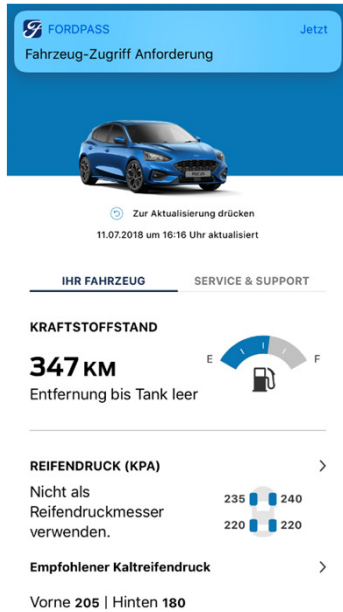 FORDPASS Jetzt
Fahrzeug-Zugriff Anforderung
Zur Aktualisierung drücken
11.07.2018 um 16:16 Uhr aktualisiert
IHR FAHRZEUG SERVICE & SUPPORT
KRAFTSTOFFSTAND
E F
347 KM
Entfernung bis Tank leer
REIFENDRUCK (KPA)
Nicht als
Reifendruckmesser
verwenden.
235 240
220 220
Empfohlener Kaltreifendruck
Vorne 205 | Hinten 180